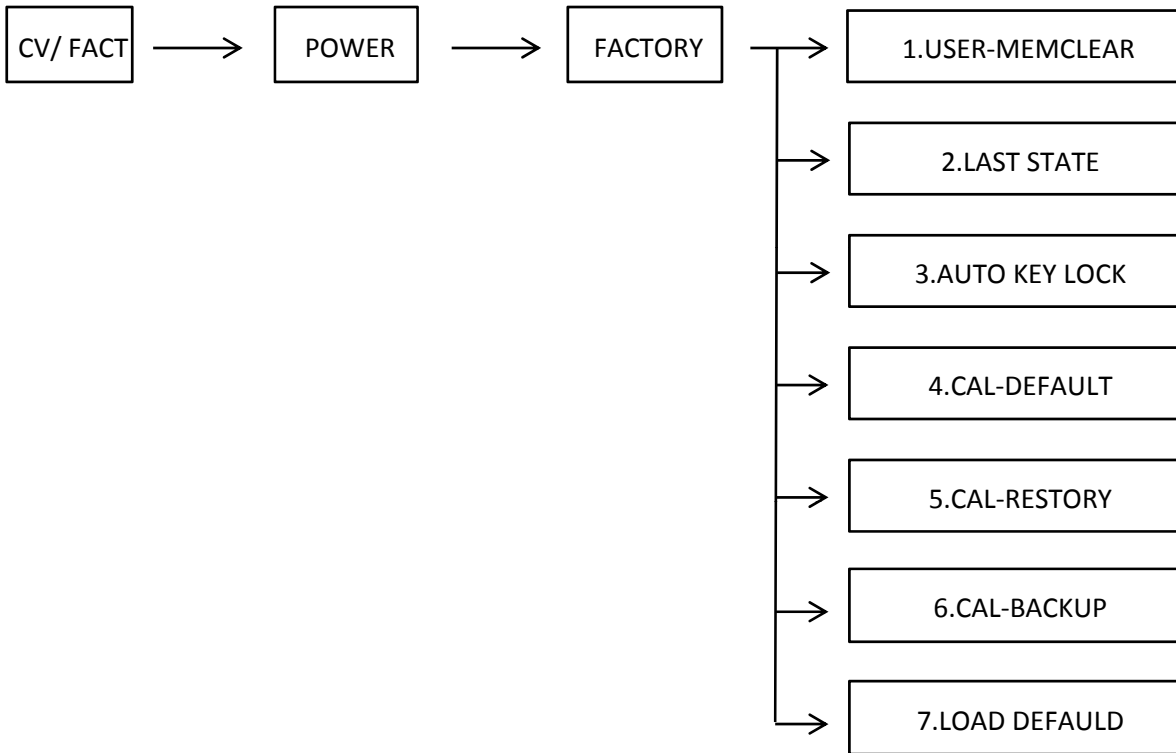 CV/ FACT
POWER
FACTORY
1.USER-MEMCLEAR
2.LAST STATE
3.AUTO KEY LOCK
4.CAL-DEFAULT
5.CAL-RESTORY
6.CAL-BACKUP
7.LOAD DEFAULD